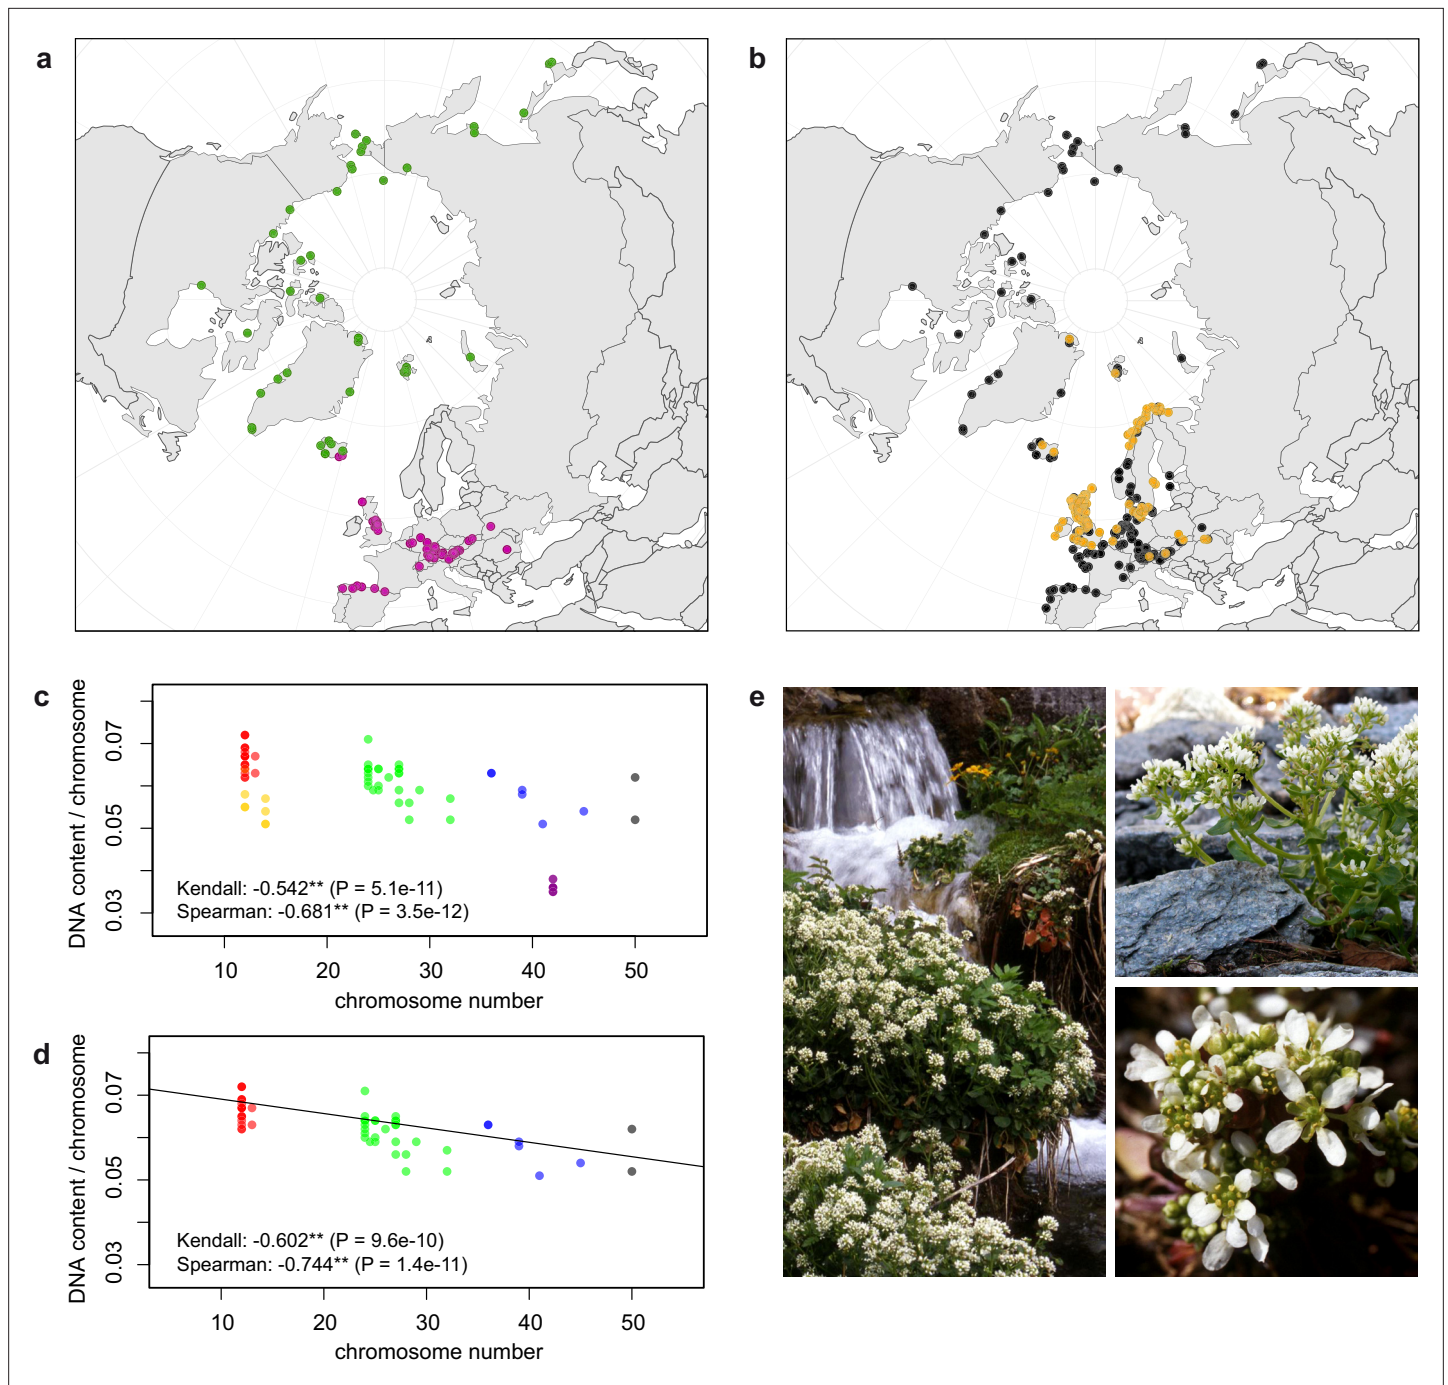 a
b
c
DNA content / chromosome
0.07
0.05
0.03
Kendall: -0.542** (P = 5.1e-11)
Spearman: -0.681** (P = 3.5e-12)
10 20 30 40 50
chromosome number
d
DNA content / chromosome
0.07
0.05
0.03
Kendall: -0.602** (P = 9.6e-10)
Spearman: -0.744** (P = 1.4e-11)
10 20 30 40 50
chromosome number
e